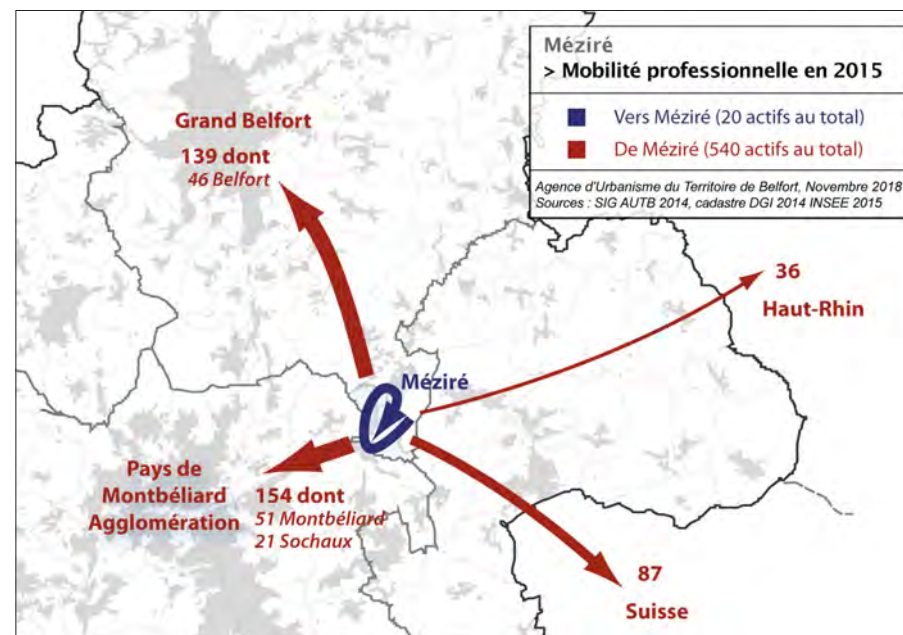 Méziré
> Mobilité professionnelle en 2015
Vers Méziré (20 actifs au total)
De Méziré (540 actifs au total)
Agence d'Urbanisme du Territoire de Belfort, Novembre 2018
Sources : SIG AUTB 2014, cadastre DGI 2014 INSEE 2015
Grand Belfort
139 dont
46 Belfort
36
Haut-Rhin
Méziré
Pays de
Montbéliard
Agglomération
154 dont
51 Montbéliard
21 Sochaux
87
Suisse